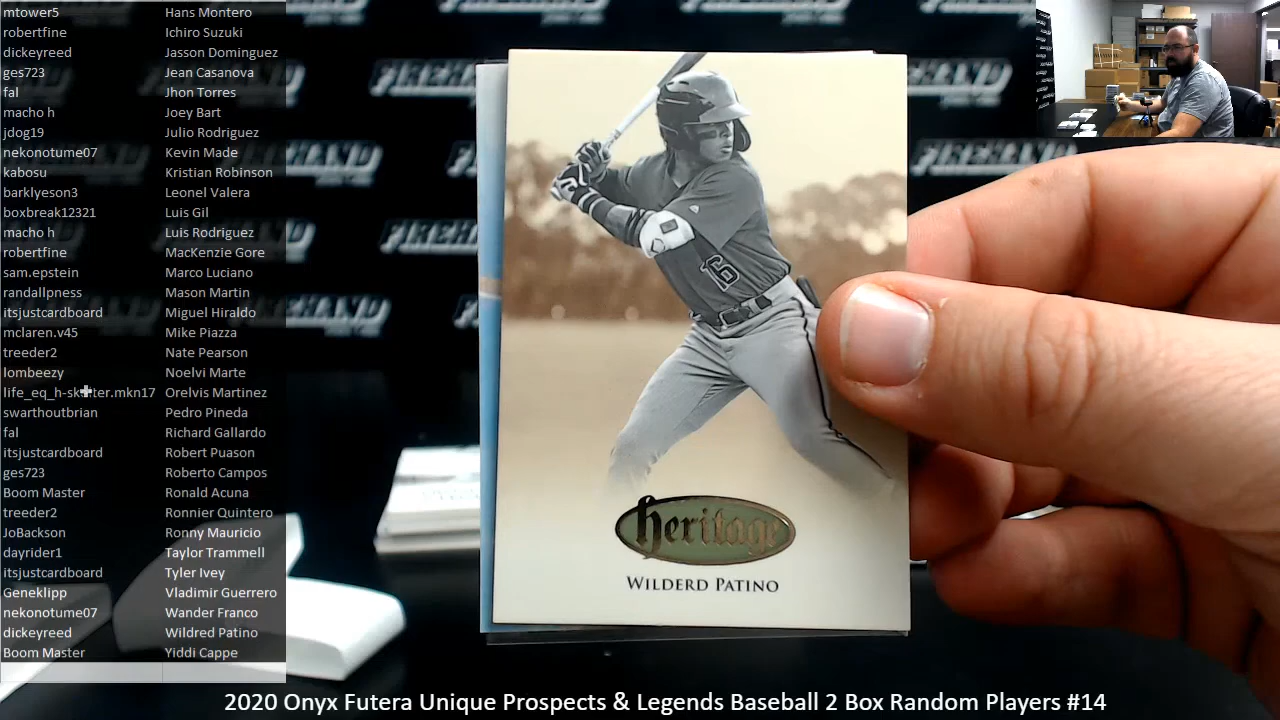 mtower5 Hans Montero
robertfine Ichiro Suzuki
dickeyreed Jasson Dominguez
ges723 Jean Casanova
fal Jhon Torres
macho h Joey Bart
jdog19 Julio Rodriguez
nekonotume07 Kevin Made
kabosu Kristian Robinson
barklyeson3 Leonel Valera
boxbreak12321 Luis Gil
macho h Luis Rodriguez
robertfine MacKenzie Gore
sam.epstein Marco Luciano
randallpness Mason Martin
itsjustcardboard Miguel Hiraldo
mclaren.v45 Mike Piazza
treeder2 Nate Pearson
lombeezy Noelvi Marte
Orelvis Martinez
swarthoutbrian Pedro Pineda
fal Richard Gallardo
itsjustcardboard Robert Puason
ges723 Roberto Campos
Boom Master Ronald Acuna
treeder2 Ronnier Quintero
JoBackson Ronny Mauricio
dayrider1 Taylor Trammell
itsjustcardboard Tyler Ivey
Geneklipp Vladimir Guerrero
nekonotume07 Wander Franco
dickeyreed Wildred Patino
Boom Master Yiddi Cappe
FIREHAND
16
heritage
WILDERD PATINO
2020 Onyx Futera Unique Prospects & Legends Baseball 2 Box Random Players #14